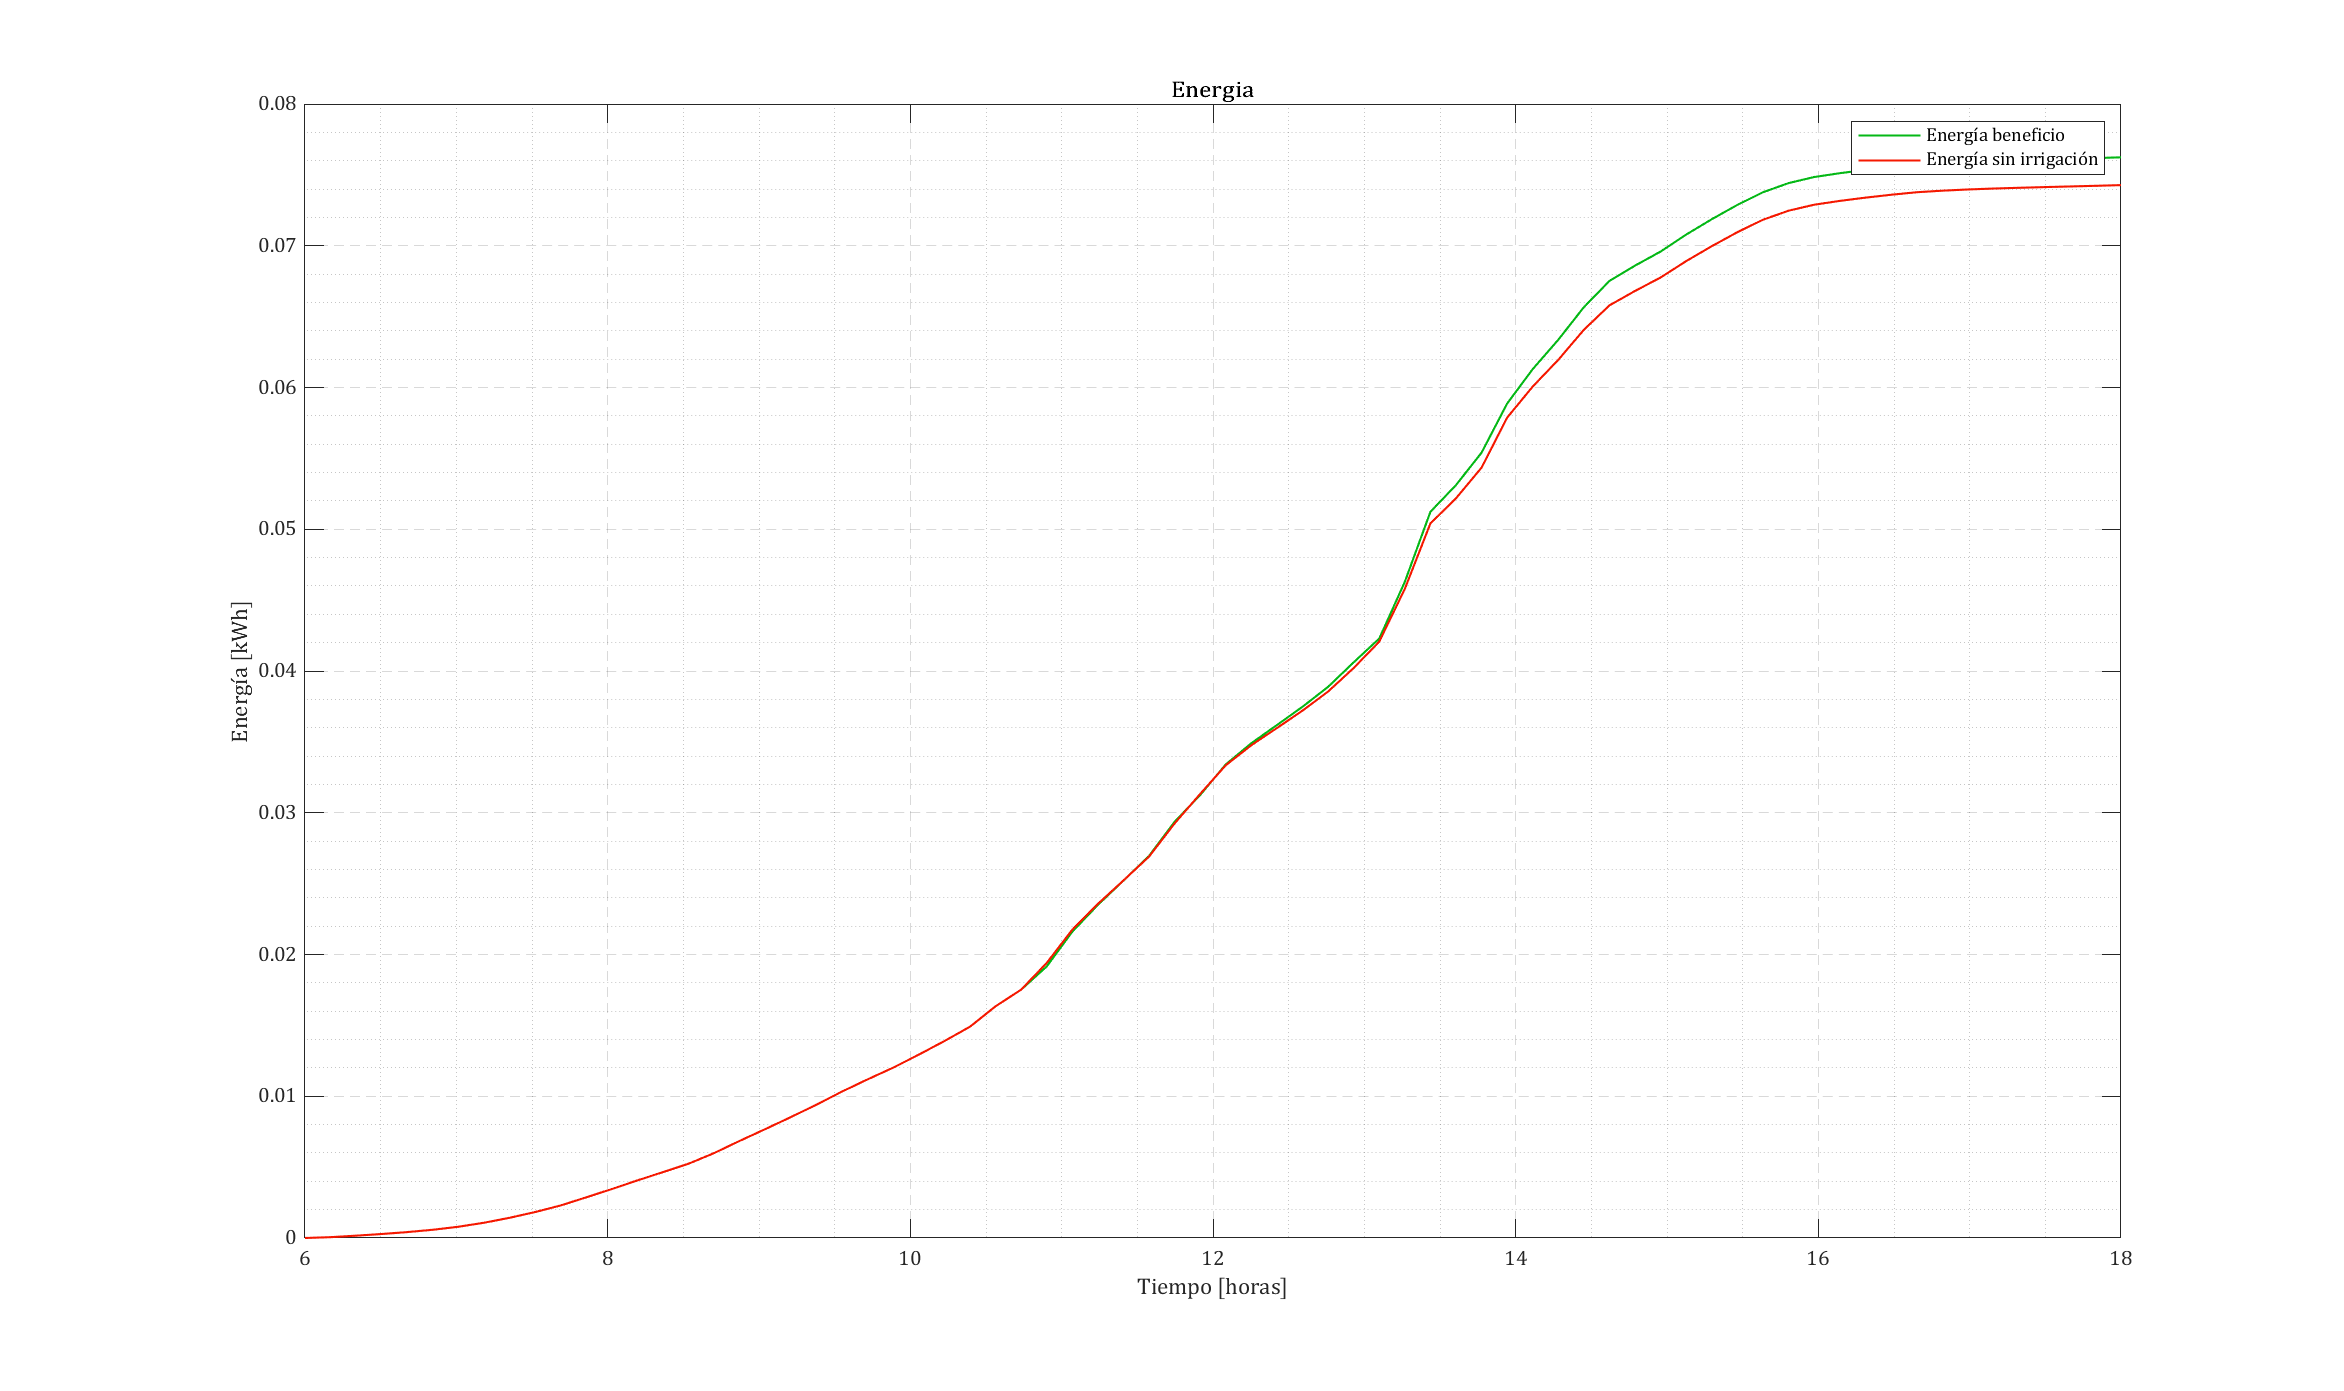 Energia
0.08
Energía beneficio
Energía sin irrigación
0.07
0.06
0.05
0.04
0.03
0.02
0.01
0
Energía [kWh]
6 8 10 12 14 16 18
Tiempo [horas]